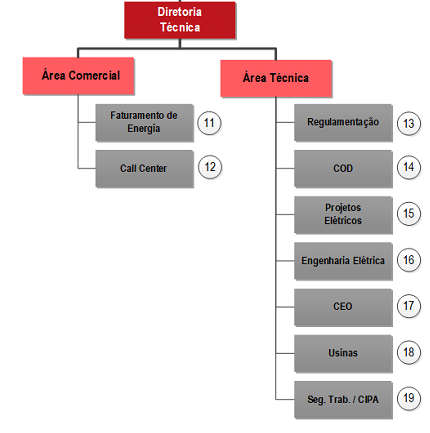 Diretoria
Técnica
Área Comercial
Área Técnica
Faturamento de
Energia
11
Call Center
12
Regulamentação
13
COD
14
Projetos
Elétricos
15
Engenharia Elétrica
16
CEO
17
Usinas
18
Seg. Trab. / CIPA
19